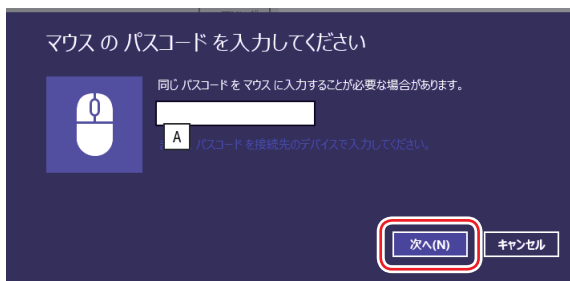 マウス の パスコード を入力してください
同じ パスコード を マウス に入力することが必要な場合があります。
A
パスコード を接続先のデバイスで入力してください。
次へ(N)
キャンセル